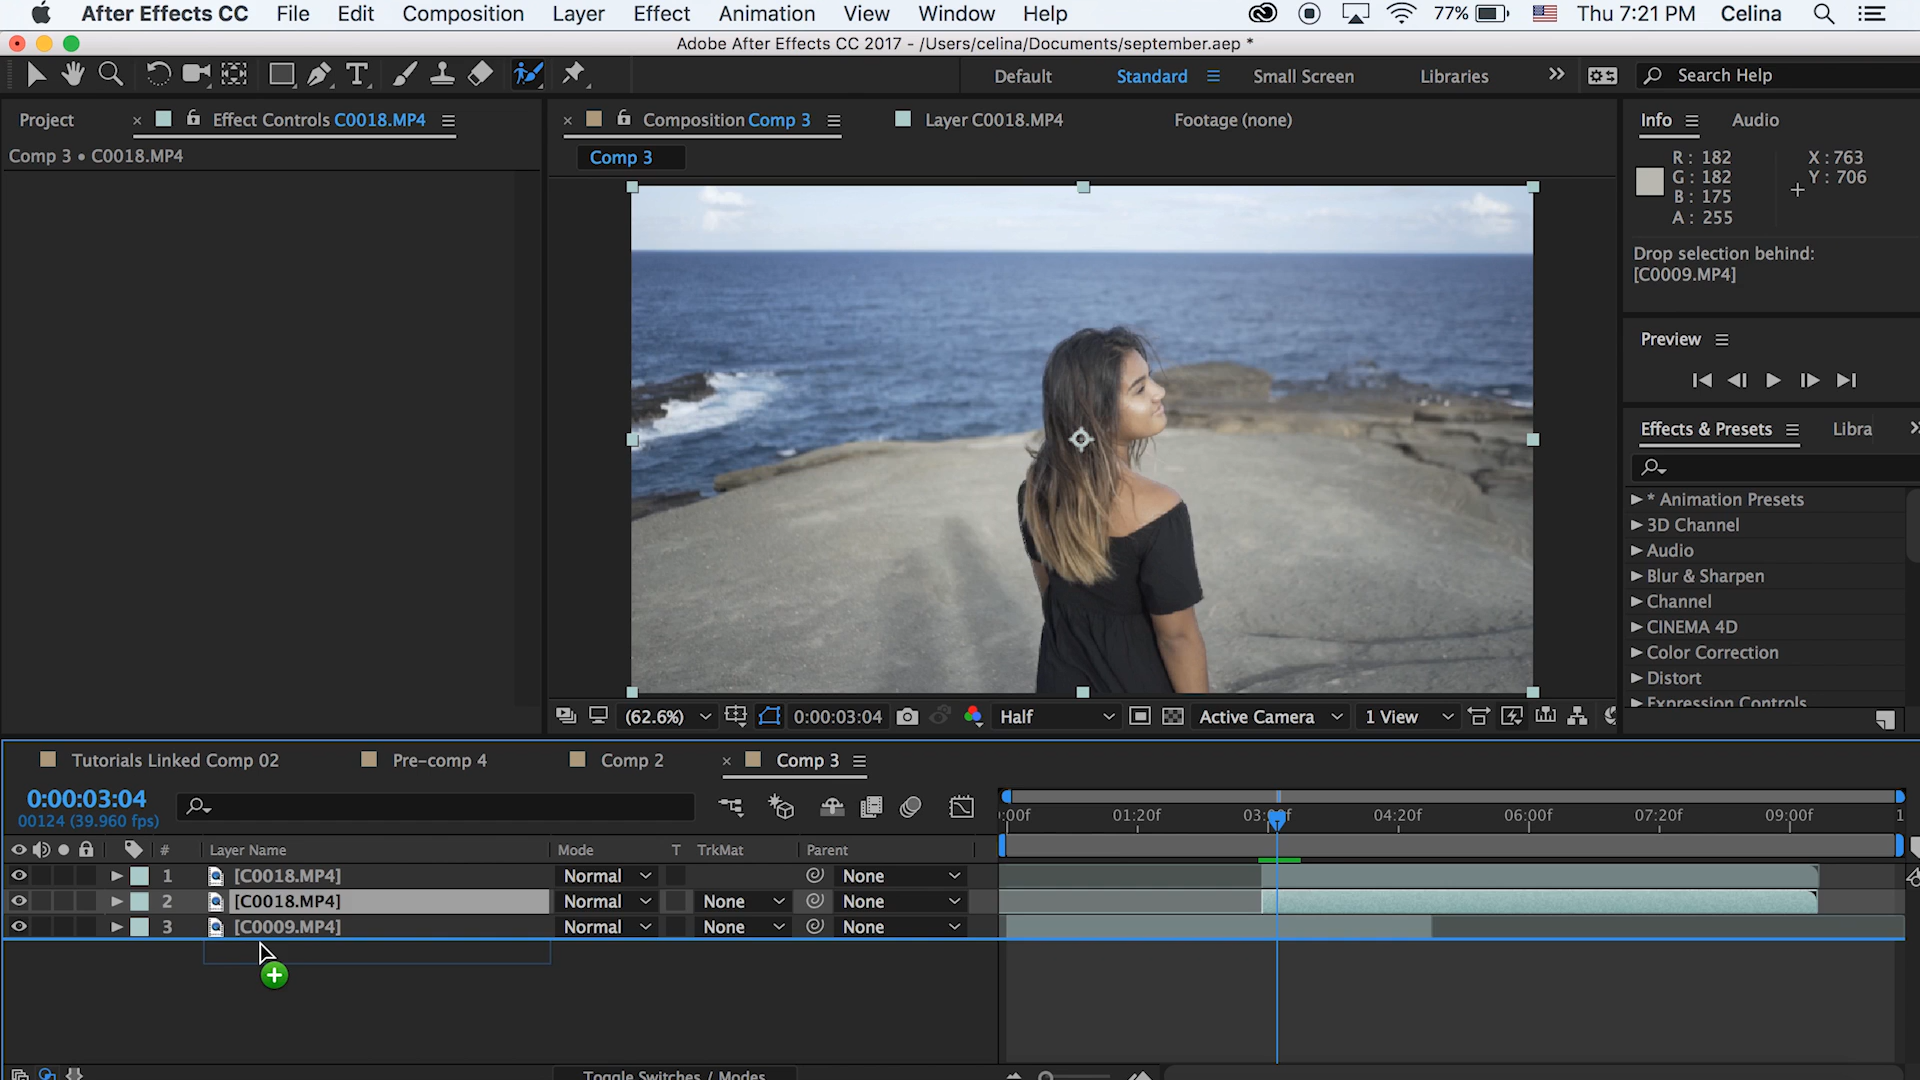 After Effects CC File Edit Composition Layer Effect Animation View Window Help 77% Thu 7:21 PM Celina
Adobe After Effects CC 2017 - /Users/celina/Documents/september.aep *
Default Standard Small Screen Libraries Search Help
Project Effect Controls C0018.MP4
Comp 3 • C0018.MP4
Composition Comp 3 Layer C0018.MP4 Footage (none)
Comp 3
Info Audio
R: 182 X: 763
G: 182 Y: 706
B: 175
A: 255
Drop selection behind:
[C0009.MP4]
Preview
Effects & Presets Libra
* Animation Presets
3D Channel
Audio
Blur & Sharpen
Channel
CINEMA 4D
Color Correction
Distort
Expression Controls
(62.6%) 0:00:03:04 Half Active Camera 1 View
Tutorials Linked Comp 02 Pre-comp 4 Comp 2 Comp 3
0:00:03:04
00124 (39.960 fps)
:00f 01:20f 03:00f 04:20f 06:00f 07:20f 09:00f 1
# Layer Name Mode T TrkMat Parent
1 [C0018.MP4] Normal None
2 [C0018.MP4] Normal None None
3 [C0009.MP4] Normal None None
Toggle Switches / Modes